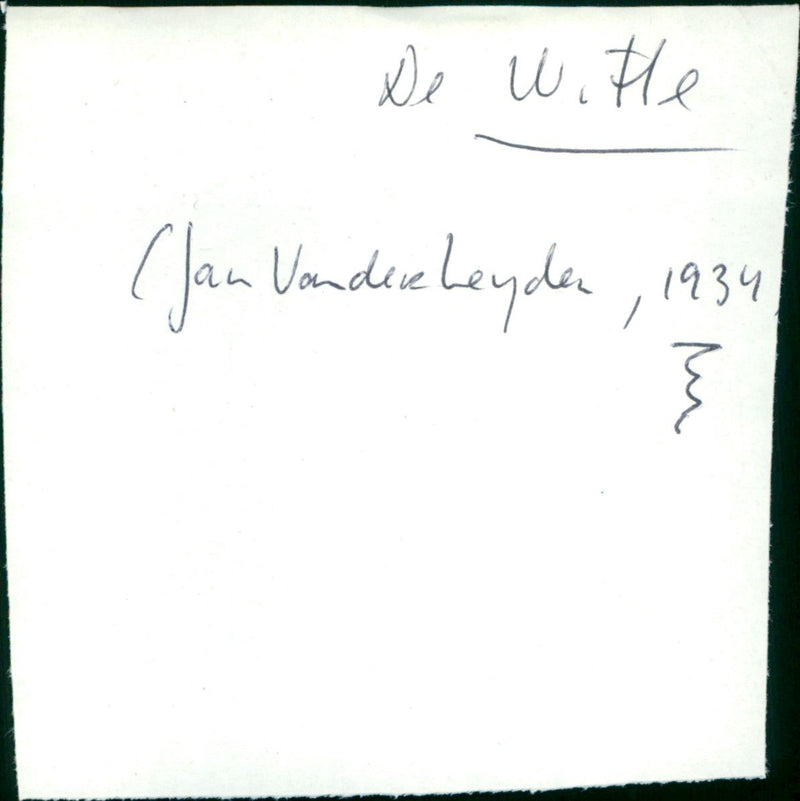 De Witte
(Jan Vanderheyden, 1934